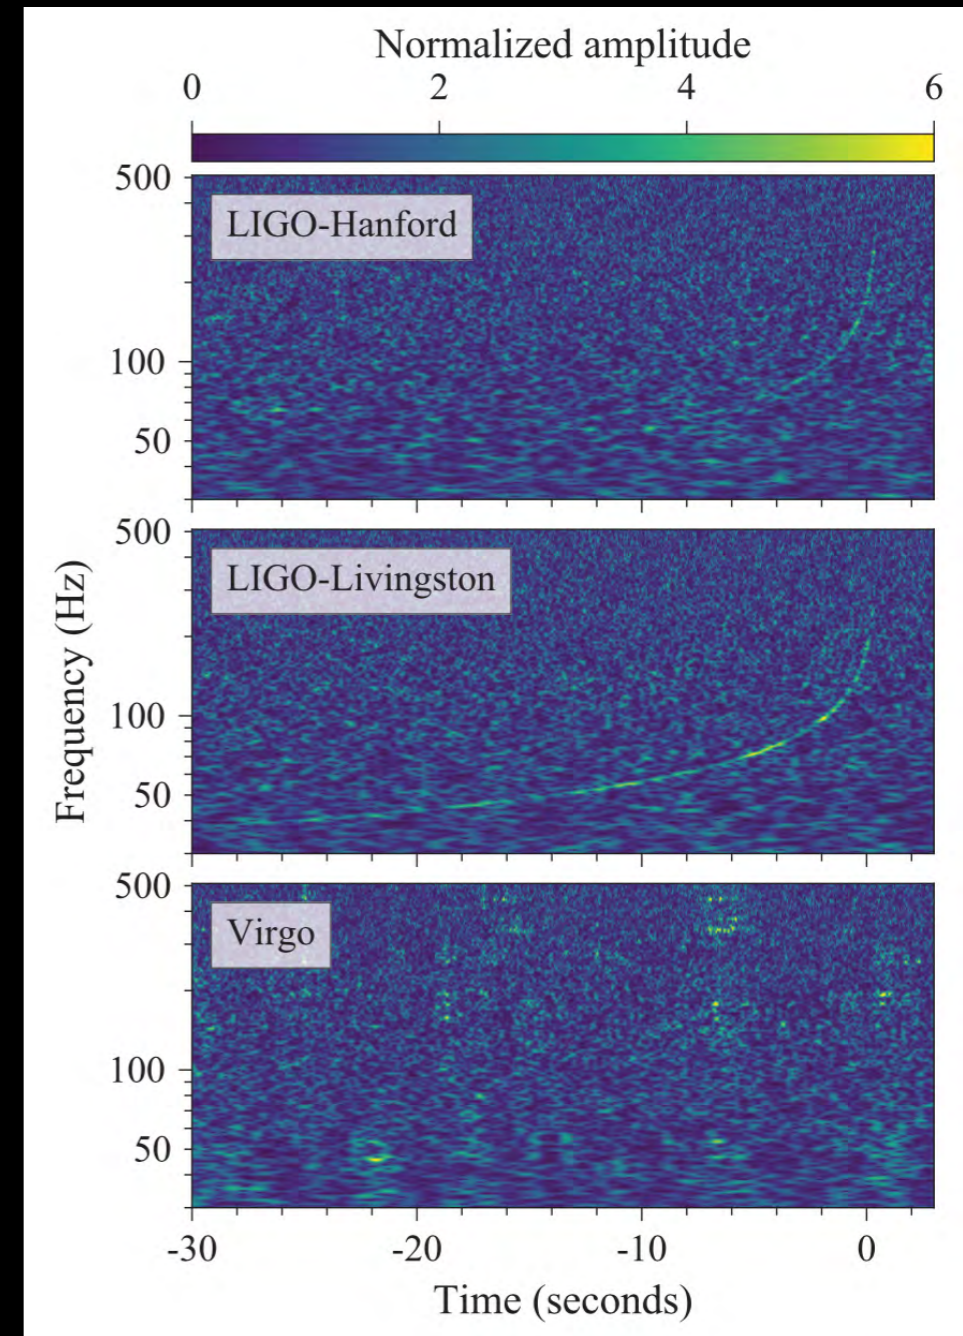 Normalized amplitude
0 2 4 6
500
LIGO-Hanford
100
50
500
LIGO-Livingston
Frequency (Hz)
100
50
500
Virgo
100
50
-30 -20 -10 0
Time (seconds)